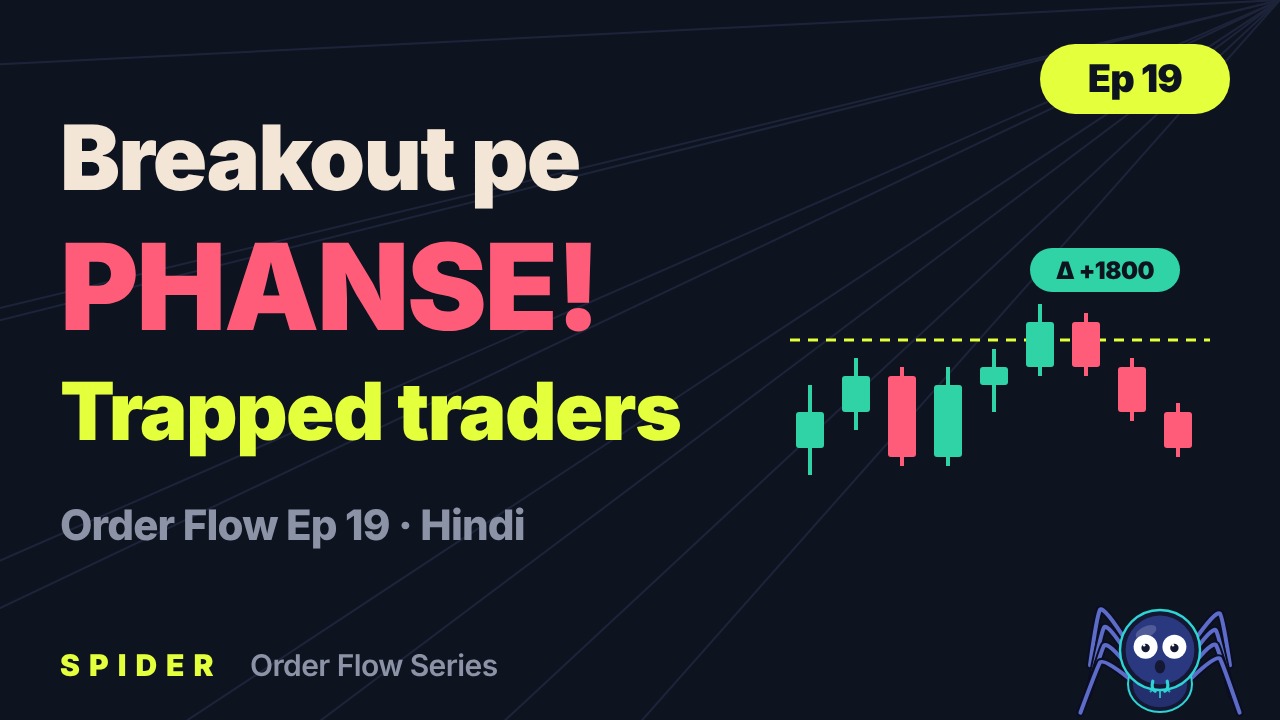 Ep 19
Breakout pe
PHANSE!
Δ +1800
Trapped traders
Order Flow Ep 19 · Hindi
SPIDER Order Flow Series